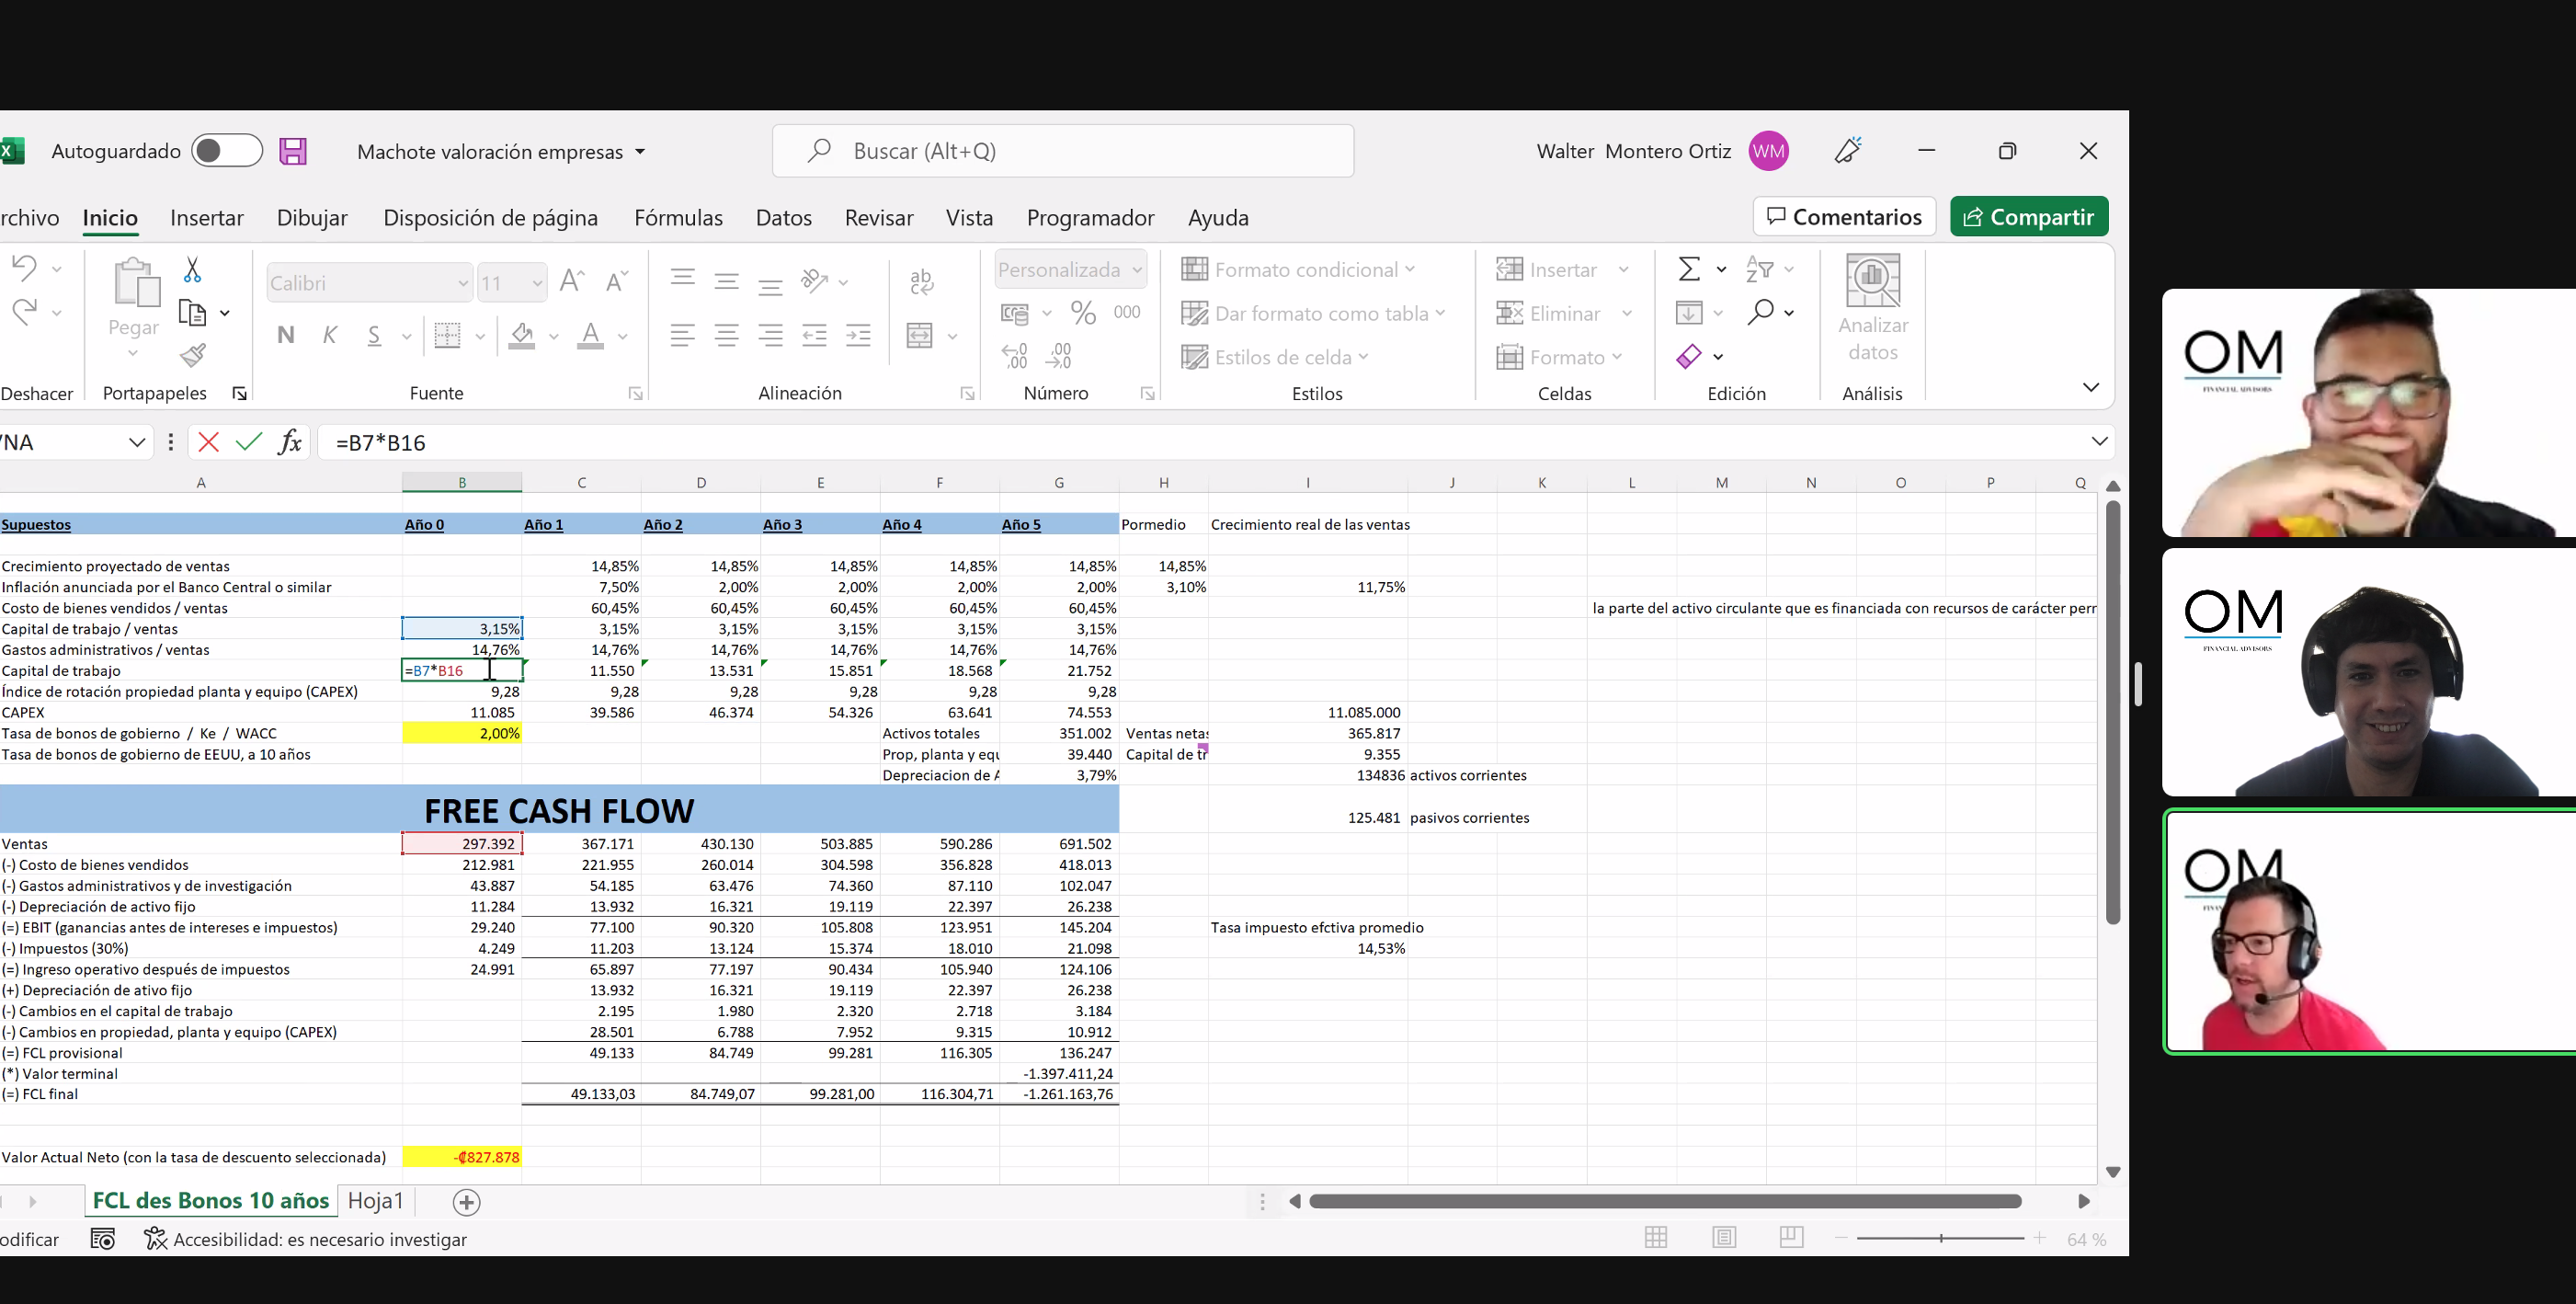 Autoguardado
Machote valoración empresas
Buscar (Alt+Q)
Walter Montero Ortiz
WM
rchivo Inicio Insertar Dibujar Disposición de página Fórmulas Datos Revisar Vista Programador Ayuda
Comentarios
Compartir
Pegar
Calibri 11
Personalizada
Formato condicional
Insertar
N K S A
% 000
Dar formato como tabla
Eliminar
Analizar datos
Estilos de celda
Formato
Deshacer Portapapeles Fuente Alineación Número Estilos Celdas Edición Análisis
/NA
fx
=B7*B16
A B C D E F G H I J K L M N O P Q
Supuestos Año 0 Año 1 Año 2 Año 3 Año 4 Año 5 Pormedio Crecimiento real de las ventas
Crecimiento proyectado de ventas 14,85% 14,85% 14,85% 14,85% 14,85% 14,85%
Inflación anunciada por el Banco Central o similar 7,50% 2,00% 2,00% 2,00% 2,00% 3,10% 11,75%
Costo de bienes vendidos / ventas 60,45% 60,45% 60,45% 60,45% 60,45% la parte del activo circulante que es financiada con recursos de carácter perr
Capital de trabajo / ventas 3,15% 3,15% 3,15% 3,15% 3,15% 3,15%
Gastos administrativos / ventas 14,76% 14,76% 14,76% 14,76% 14,76% 14,76%
Capital de trabajo =B7*B16 11.550 13.531 15.851 18.568 21.752
Índice de rotación propiedad planta y equipo (CAPEX) 9,28 9,28 9,28 9,28 9,28 9,28
CAPEX 11.085 39.586 46.374 54.326 63.641 74.553 11.085.000
Tasa de bonos de gobierno / Ke / WACC 2,00% Activos totales 351.002 Ventas netas 365.817
Tasa de bonos de gobierno de EEUU, a 10 años Prop, planta y equ 39.440 Capital de tr 9.355
Depreciacion de A 3,79% 134836 activos corrientes
FREE CASH FLOW
125.481 pasivos corrientes
Ventas 297.392 367.171 430.130 503.885 590.286 691.502
(-) Costo de bienes vendidos 212.981 221.955 260.014 304.598 356.828 418.013
(-) Gastos administrativos y de investigación 43.887 54.185 63.476 74.360 87.110 102.047
(-) Depreciación de activo fijo 11.284 13.932 16.321 19.119 22.397 26.238
(=) EBIT (ganancias antes de intereses e impuestos) 29.240 77.100 90.320 105.808 123.951 145.204 Tasa impuesto efctiva promedio
(-) Impuestos (30%) 4.249 11.203 13.124 15.374 18.010 21.098 14,53%
(=) Ingreso operativo después de impuestos 24.991 65.897 77.197 90.434 105.940 124.106
(+) Depreciación de ativo fijo 13.932 16.321 19.119 22.397 26.238
(-) Cambios en el capital de trabajo 2.195 1.980 2.320 2.718 3.184
(-) Cambios en propiedad, planta y equipo (CAPEX) 28.501 6.788 7.952 9.315 10.912
(=) FCL provisional 49.133 84.749 99.281 116.305 136.247
(*) Valor terminal -1.397.411,24
(=) FCL final 49.133,03 84.749,07 99.281,00 116.304,71 -1.261.163,76
Valor Actual Neto (con la tasa de descuento seleccionada) -₡827.878
FCL des Bonos 10 años Hoja1
odificar
Accesibilidad: es necesario investigar
64 %
OM
FINANCIAL ADVISORS
OM
FINANCIAL ADVISORS
OM